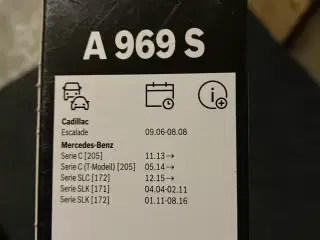 A 969 S
Cadillac
Escalade 09.06-08.08
Mercedes-Benz
Serie C [205] 11.13→
Serie C (T-Modell) [205] 05.14→
Serie SLC [172] 12.15→
Serie SLK [171] 04.04-02.11
Serie SLK [172] 01.11-08.16